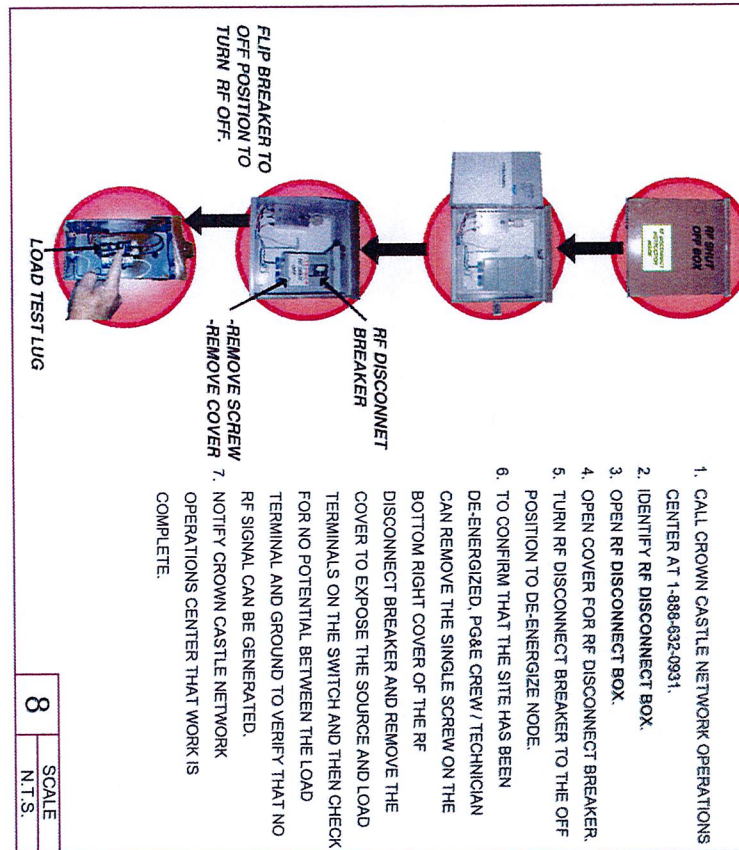 RF SHUT
OFF BOX
RF DISCONNECT
INSTRUCTION
INSIDE
RF DISCONNET
BREAKER
-REMOVE SCREW
-REMOVE COVER
FLIP BREAKER TO
OFF POSITION TO
TURN RF OFF.
LOAD TEST LUG
1. CALL CROWN CASTLE NETWORK OPERATIONS
CENTER AT 1-888-632-0931.
2. IDENTIFY RF DISCONNECT BOX.
3. OPEN RF DISCONNECT BOX.
4. OPEN COVER FOR RF DISCONNECT BREAKER.
5. TURN RF DISCONNECT BREAKER TO THE OFF
POSITION TO DE-ENERGIZE NODE.
6. TO CONFIRM THAT THE SITE HAS BEEN
DE-ENERGIZED, PG&E CREW / TECHNICIAN
CAN REMOVE THE SINGLE SCREW ON THE
BOTTOM RIGHT COVER OF THE RF
DISCONNECT BREAKER AND REMOVE THE
COVER TO EXPOSE THE SOURCE AND LOAD
TERMINALS ON THE SWITCH AND THEN CHECK
FOR NO POTENTIAL BETWEEN THE LOAD
TERMINAL AND GROUND TO VERIFY THAT NO
RF SIGNAL CAN BE GENERATED.
7. NOTIFY CROWN CASTLE NETWORK
OPERATIONS CENTER THAT WORK IS
COMPLETE.
8
SCALE
N.T.S.